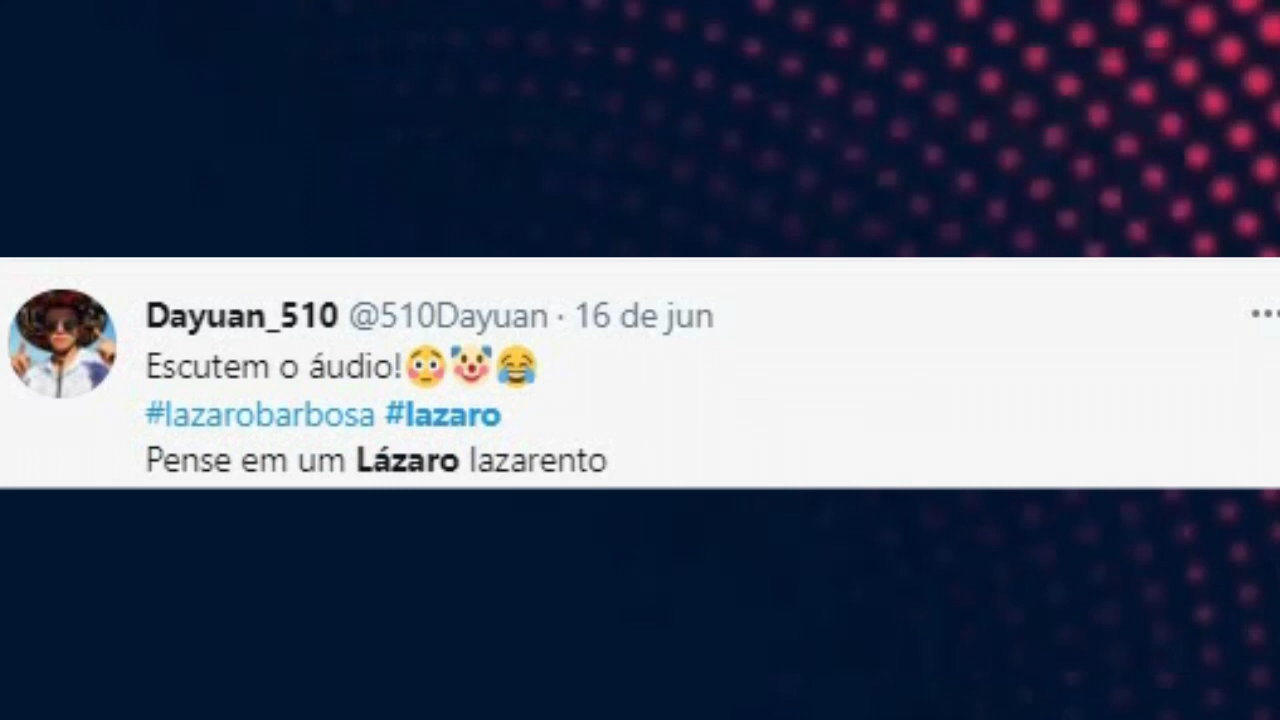 Dayuan_510 @510Dayuan · 16 de jun
Escutem o áudio!😳🤡😂
#lazarobarbosa #lazaro
Pense em um Lázaro lazarento